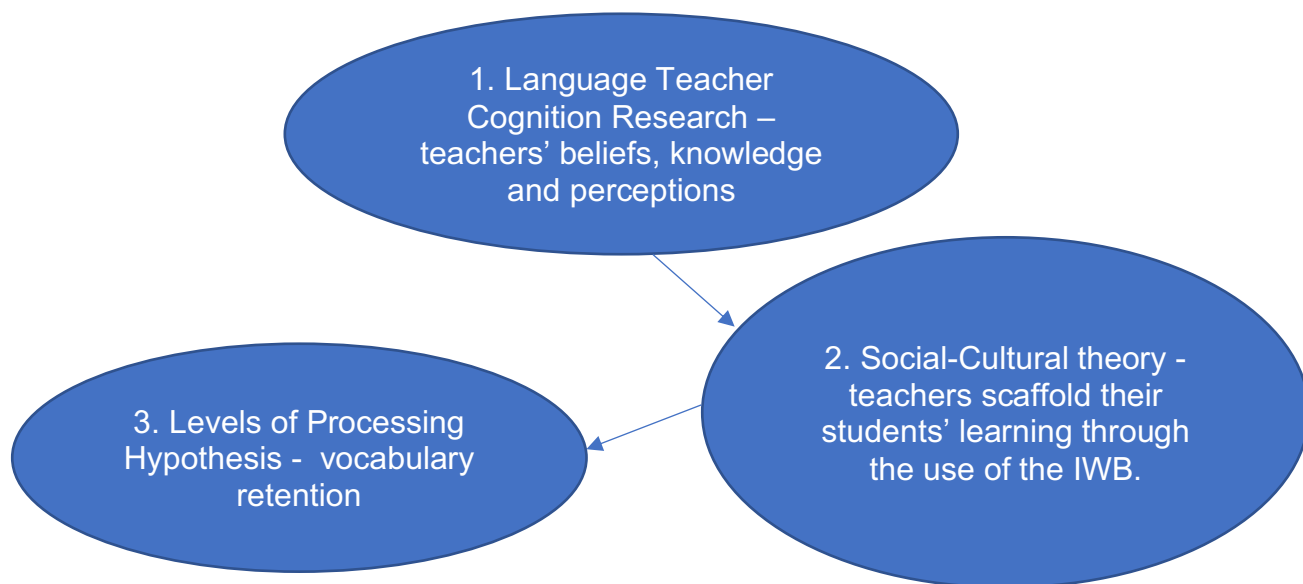 1. Language Teacher
Cognition Research –
teachers’ beliefs, knowledge
and perceptions
2. Social-Cultural theory -
teachers scaffold their
students’ learning through
the use of the IWB.
3. Levels of Processing
Hypothesis -  vocabulary
retention